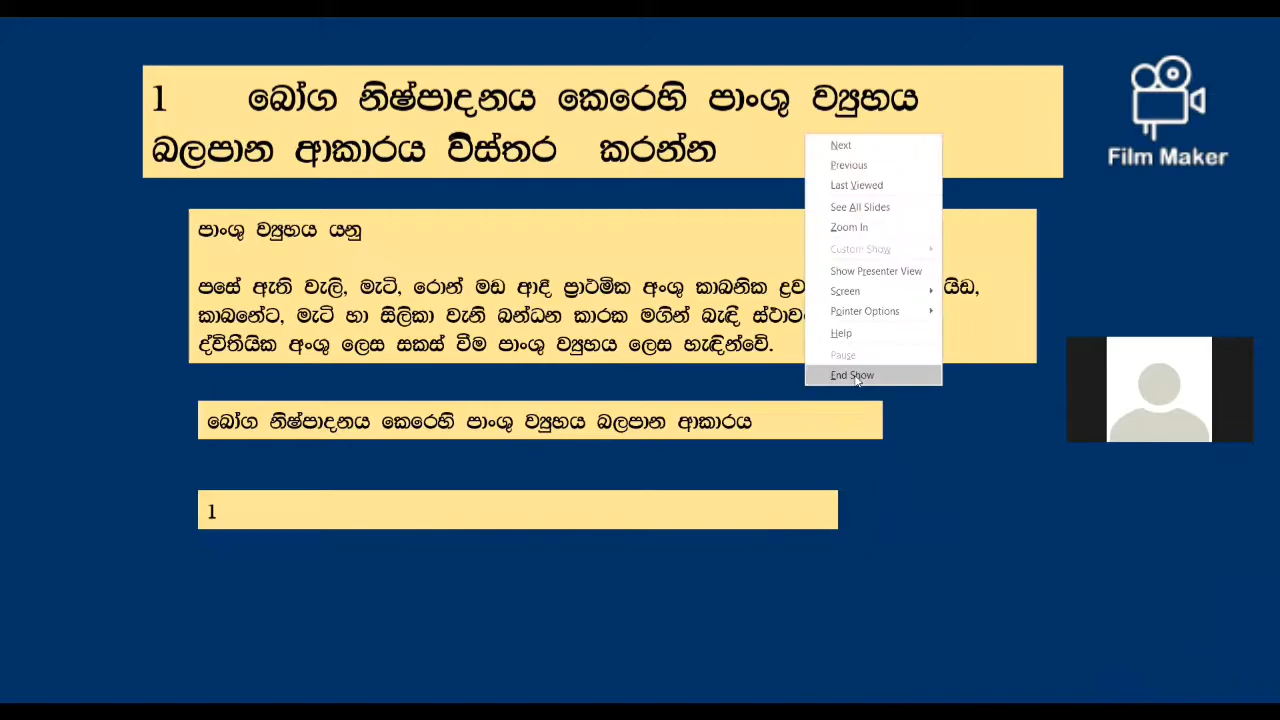 1 බෝග නිෂ්පාදනය කෙරෙහි පාංශු ව්‍යුහය
බලපාන ආකාරය විස්තර කරන්න
Film Maker
පාංශු ව්‍යුහය යනු
පසේ ඇති වැලි, මැටි, රොන් මඩ ආදී ප්‍රාථමික අංශු කාබනික
කාබනේට, මැටි හා සිලිකා වැනි බන්ධන කාරක මගින් බැඳි
ද්විතියික අංශු ලෙස සකස් වීම පාංශු ව්‍යුහය ලෙස හැඳින්වේ.
Next
Previous
Last Viewed
See All Slides
Zoom In
Custom Show
Show Presenter View
Screen
Pointer Options
Help
Pause
End Show
බෝග නිෂ්පාදනය කෙරෙහි පාංශු ව්‍යුහය බලපාන ආකාරය
1